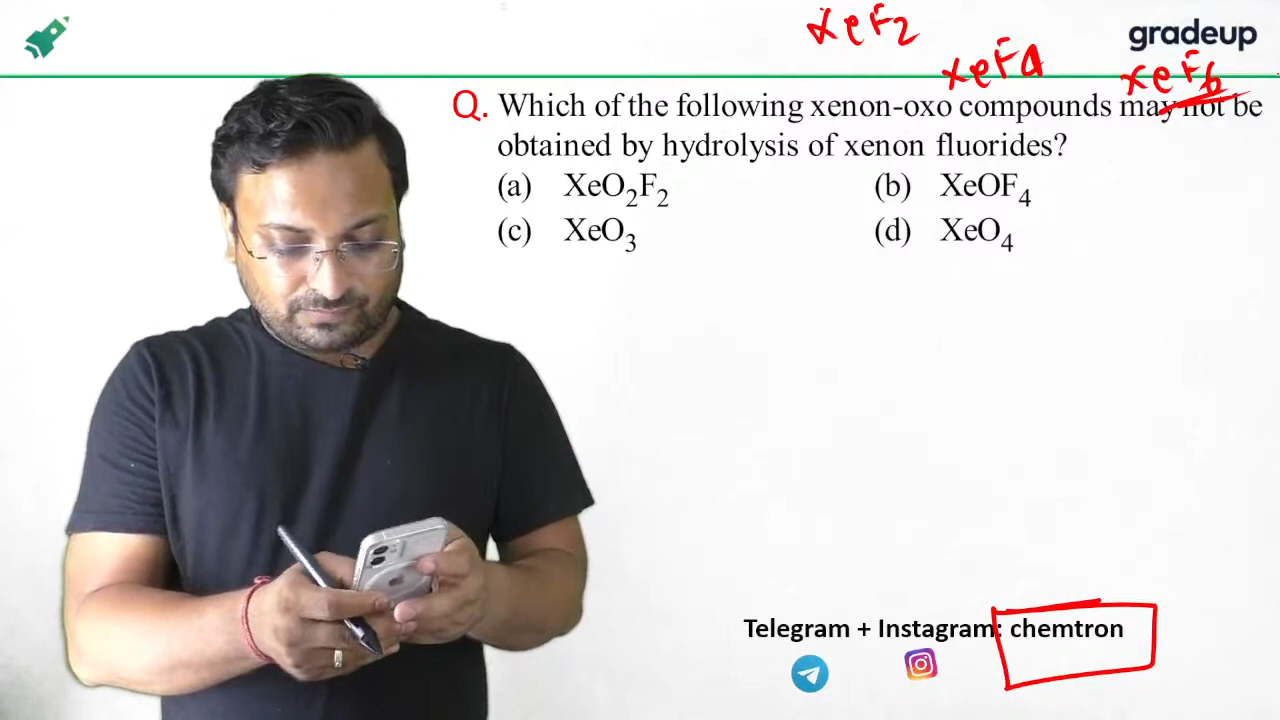 XeF2
gradeup
XeF4
XeF6
Q. Which of the following xenon-oxo compounds may not be
obtained by hydrolysis of xenon fluorides?
(a) XeO2F2 (b) XeOF4
(c) XeO3 (d) XeO4
Telegram + Instagram: chemtron